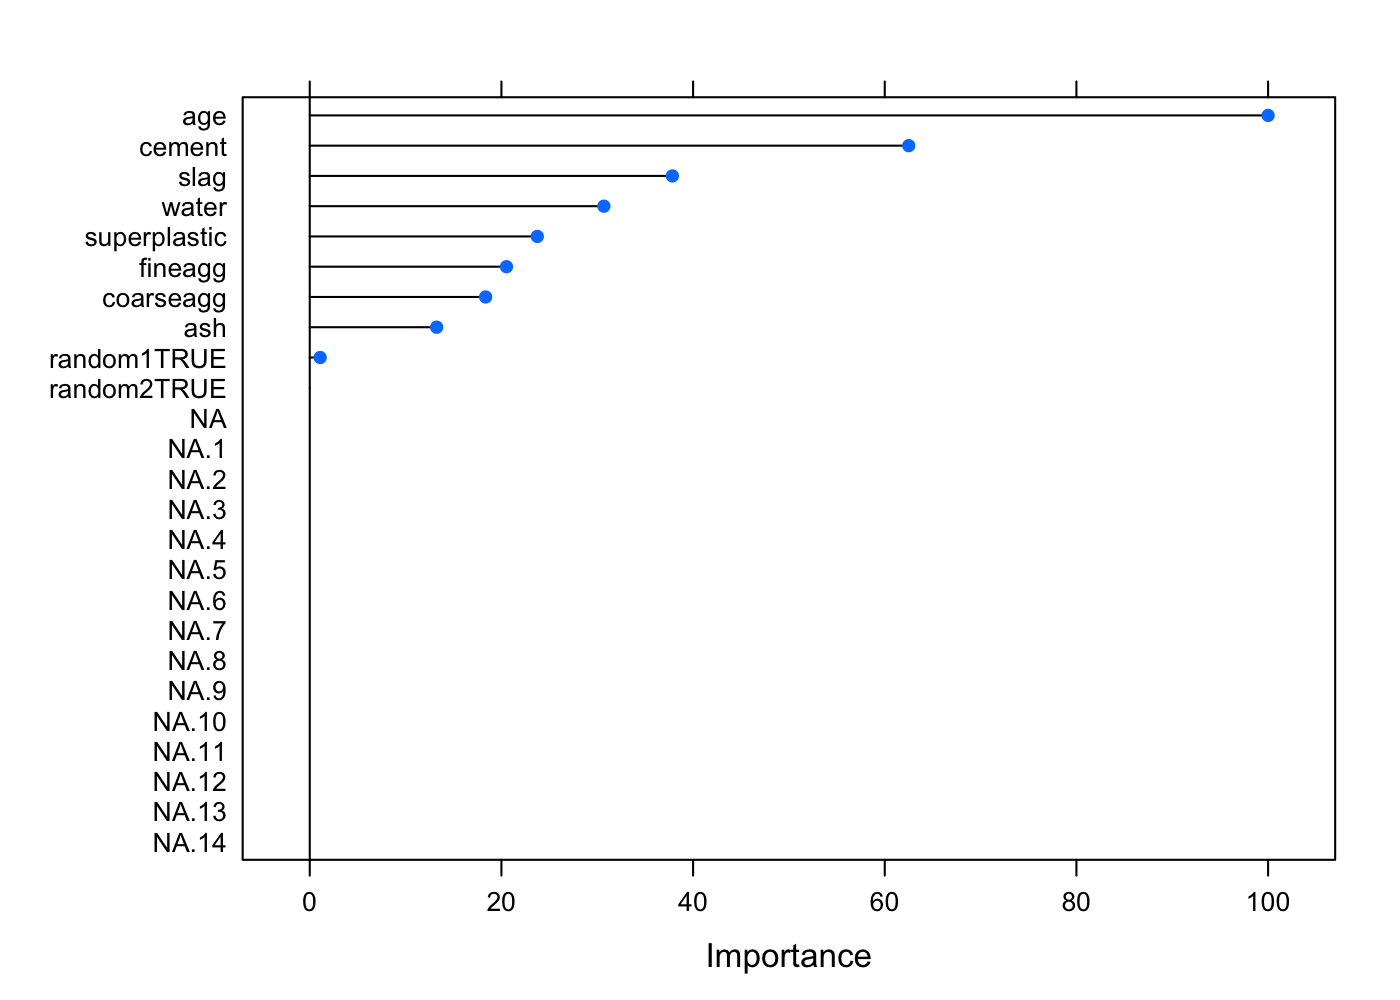 age
cement
slag
water
superplastic
fineagg
coarseagg
ash
random1TRUE
random2TRUE
NA
NA.1
NA.2
NA.3
NA.4
NA.5
NA.6
NA.7
NA.8
NA.9
NA.10
NA.11
NA.12
NA.13
NA.14
0 20 40 60 80 100
Importance